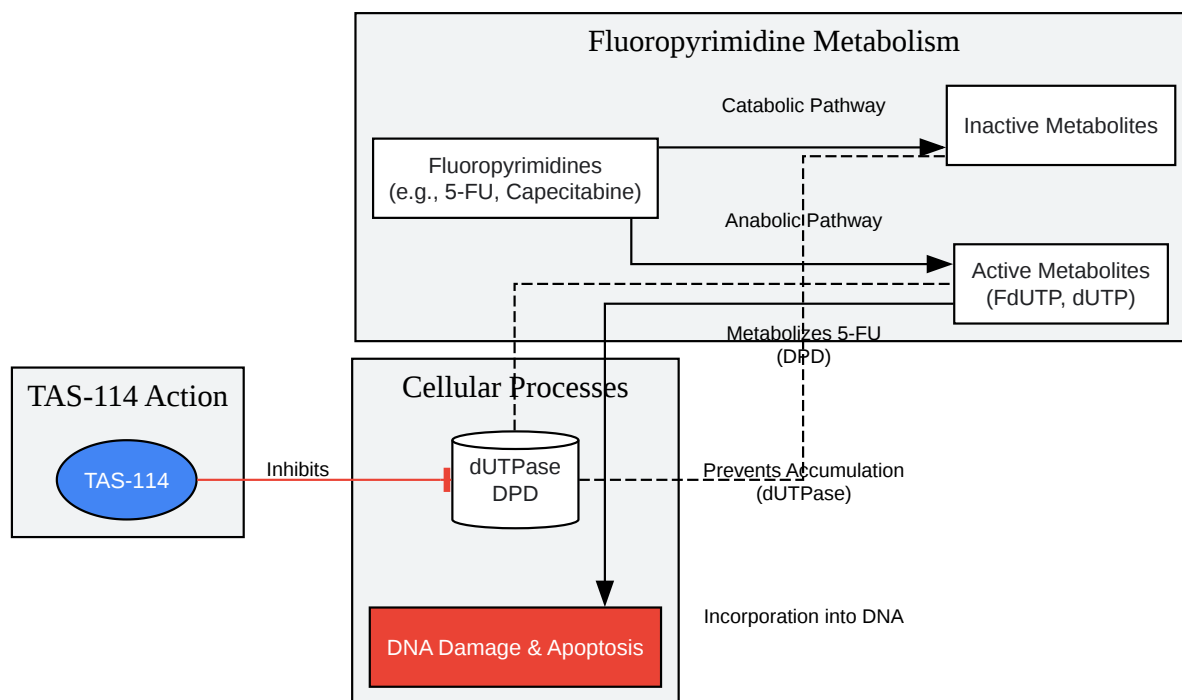 Fluoropyrimidine Metabolism
Catabolic Pathway
Inactive Metabolites
Fluoropyrimidines
(e.g., 5-FU, Capecitabine)
Anabolic Pathway
Active Metabolites
(FdUTP, dUTP)
Metabolizes 5-FU
(DPD)
TAS-114 Action
Cellular Processes
TAS-114
Inhibits
dUTPase
DPD
Prevents Accumulation
(dUTPase)
Incorporation into DNA
DNA Damage & Apoptosis